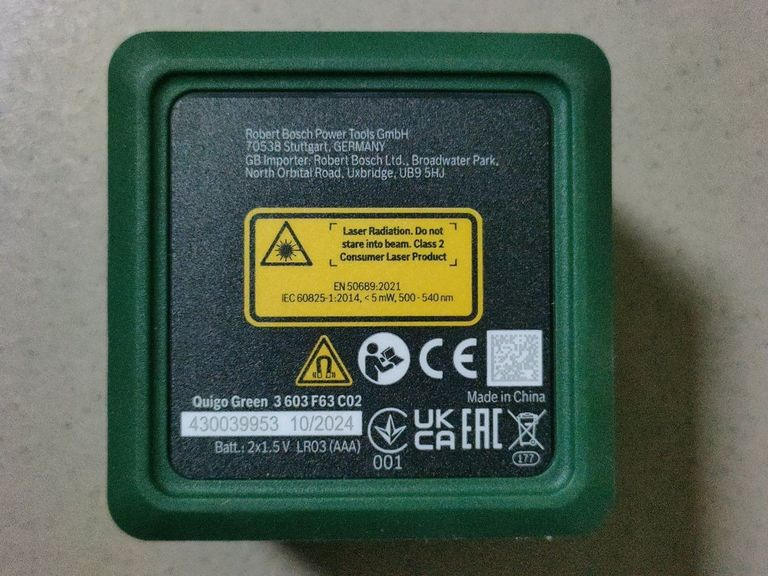 Robert Bosch Power Tools GmbH
70538 Stuttgart, GERMANY
GB Importer: Robert Bosch Ltd., Broadwater Park,
North Orbital Road, Uxbridge, UB9 5HJ
Laser Radiation. Do not
stare into beam. Class 2
Consumer Laser Product
EN 50689:2021
IEC 60825-1:2014, < 5 mW, 500 - 540 nm
CE
Made in China
Quigo Green 3 603 F63 C02
430039953 10/2024
Batt.: 2x1.5 V LR03 (AAA)
001
UK
CA
EAC
177